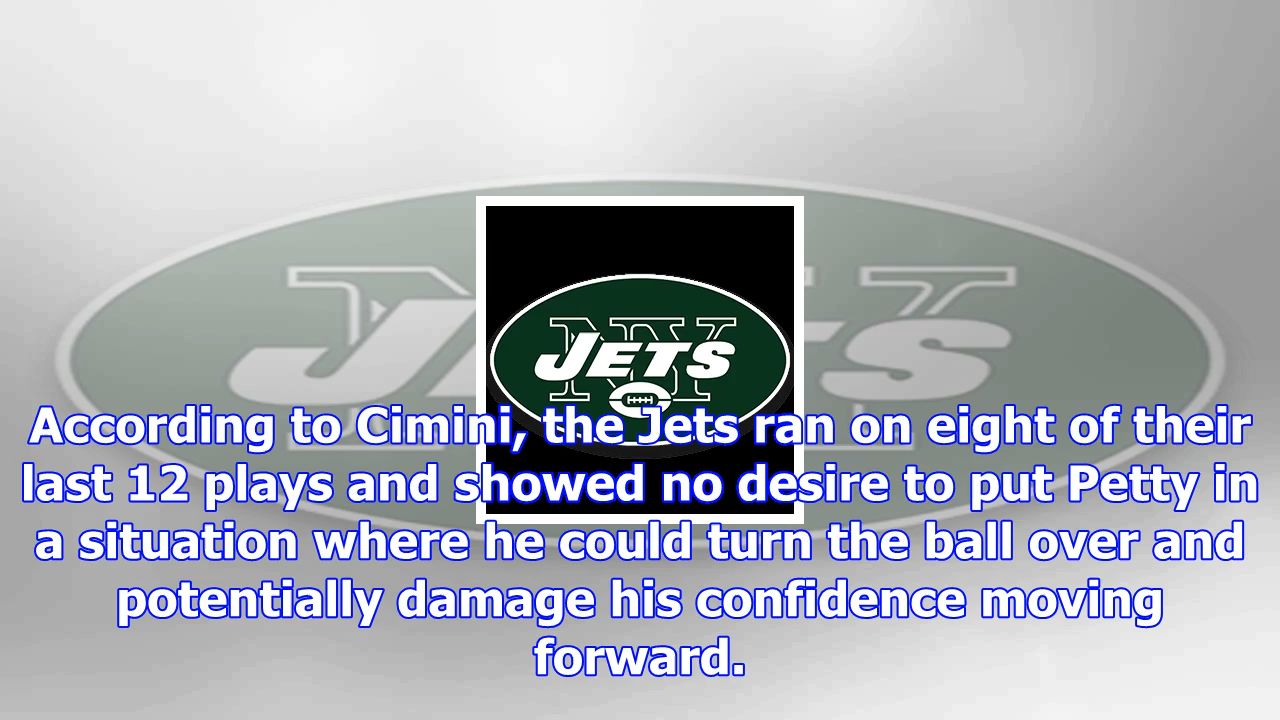 NY
JETS
According to Cimini, the Jets ran on eight of their
last 12 plays and showed no desire to put Petty in
a situation where he could turn the ball over and
potentially damage his confidence moving
forward.